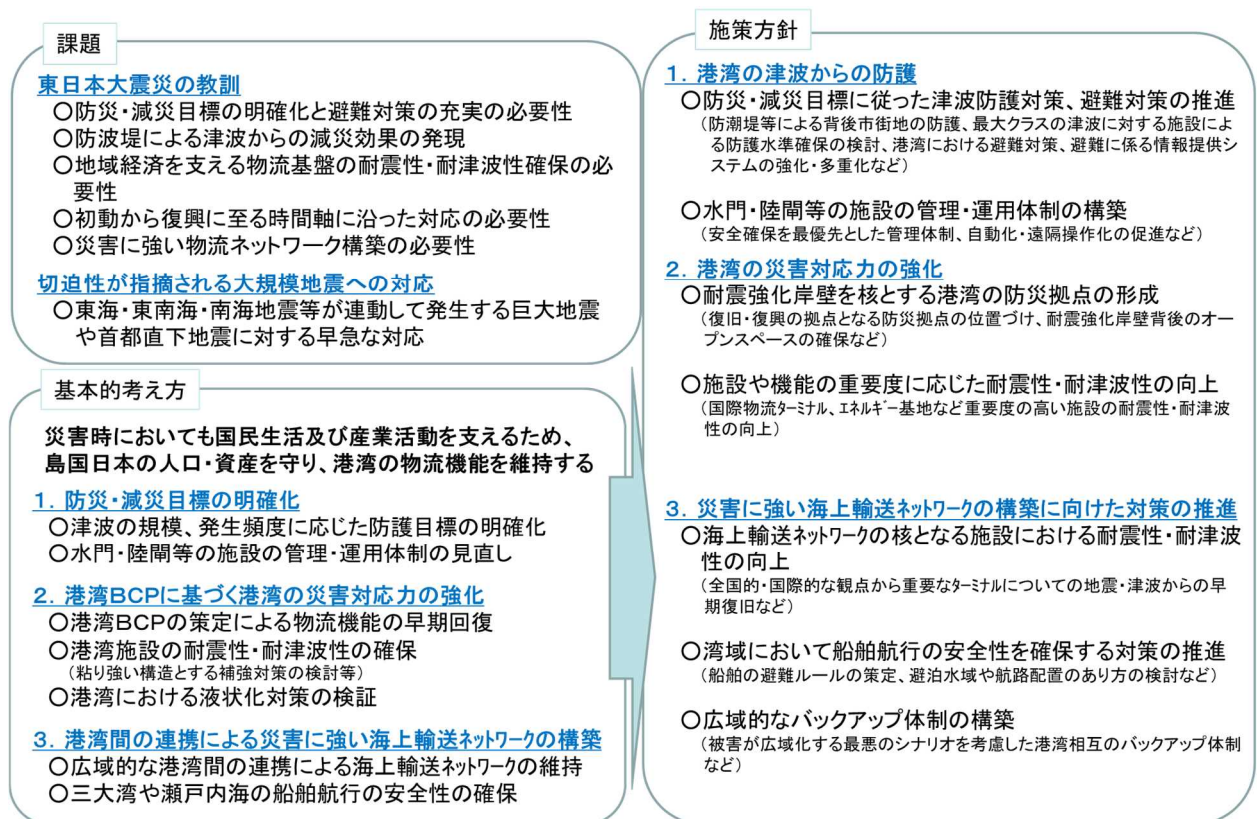 課題
東日本大震災の教訓
○防災・減災目標の明確化と避難対策の充実の必要性
○防波堤による津波からの減災効果の発現
○地域経済を支える物流基盤の耐震性・耐津波性確保の必
要性
○初動から復興に至る時間軸に沿った対応の必要性
○災害に強い物流ネットワーク構築の必要性
切迫性が指摘される大規模地震への対応
○東海・東南海・南海地震等が連動して発生する巨大地震
や首都直下地震に対する早急な対応
基本的考え方
災害時においても国民生活及び産業活動を支えるため、
島国日本の人口・資産を守り、港湾の物流機能を維持する
１．防災・減災目標の明確化
○津波の規模、発生頻度に応じた防護目標の明確化
○水門・陸閘等の施設の管理・運用体制の見直し
２．港湾ＢＣＰに基づく港湾の災害対応力の強化
○港湾BCPの策定による物流機能の早期回復
○港湾施設の耐震性・耐津波性の確保
（粘り強い構造とする補強対策の検討等）
○港湾における液状化対策の検証
３．港湾間の連携による災害に強い海上輸送ﾈｯﾄﾜｰｸの構築
○広域的な港湾間の連携による海上輸送ﾈｯﾄﾜｰｸの維持
○三大湾や瀬戸内海の船舶航行の安全性の確保
施策方針
１．港湾の津波からの防護
○防災・減災目標に従った津波防護対策、避難対策の推進
（防潮堤等による背後市街地の防護、最大クラスの津波に対する施設によ
る防護水準確保の検討、港湾における避難対策、避難に係る情報提供シ
ステムの強化・多重化など）
○水門・陸閘等の施設の管理・運用体制の構築
（安全確保を最優先とした管理体制、自動化・遠隔操作化の促進など）
２．港湾の災害対応力の強化
○耐震強化岸壁を核とする港湾の防災拠点の形成
（復旧・復興の拠点となる防災拠点の位置づけ、耐震強化岸壁背後のオー
プンスペースの確保など）
○施設や機能の重要度に応じた耐震性・耐津波性の向上
（国際物流ﾀｰﾐﾅﾙ、ｴﾈﾙｷﾞｰ基地など重要度の高い施設の耐震性・耐津波
性の向上）
３．災害に強い海上輸送ﾈｯﾄﾜｰｸの構築に向けた対策の推進
○海上輸送ﾈｯﾄﾜｰｸの核となる施設における耐震性・耐津波
性の向上
（全国的・国際的な観点から重要なﾀｰﾐﾅﾙについての地震・津波からの早
期復旧など）
○湾域において船舶航行の安全性を確保する対策の推進
（船舶の避難ルールの策定、避泊水域や航路配置のあり方の検討など）
○広域的なバックアップ体制の構築
（被害が広域化する最悪のシナリオを考慮した港湾相互のバックアップ体制
など）